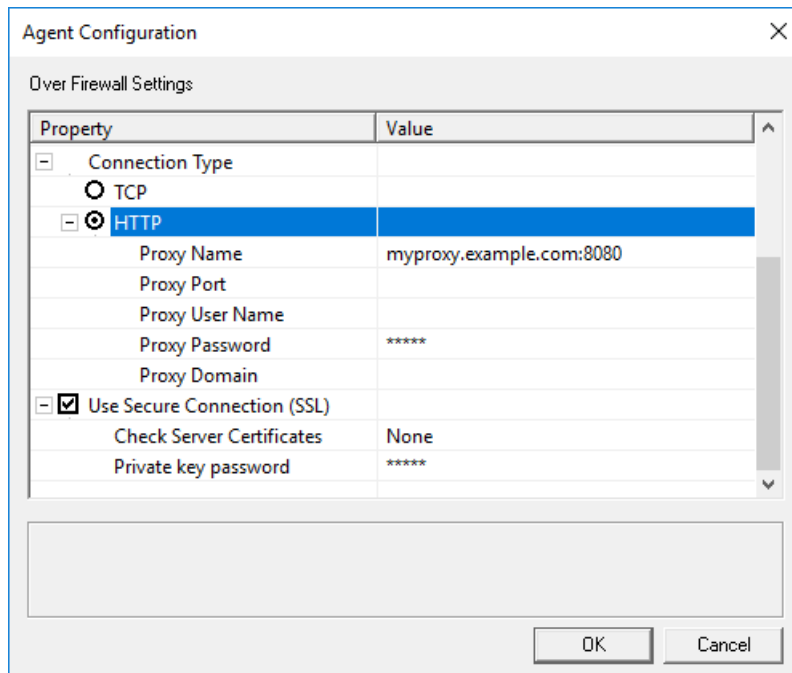 Agent Configuration
Over Firewall Settings
Property Value
Connection Type
TCP
HTTP
Proxy Name myproxy.example.com:8080
Proxy Port
Proxy User Name
Proxy Password *****
Proxy Domain
Use Secure Connection (SSL)
Check Server Certificates None
Private key password *****
OK Cancel